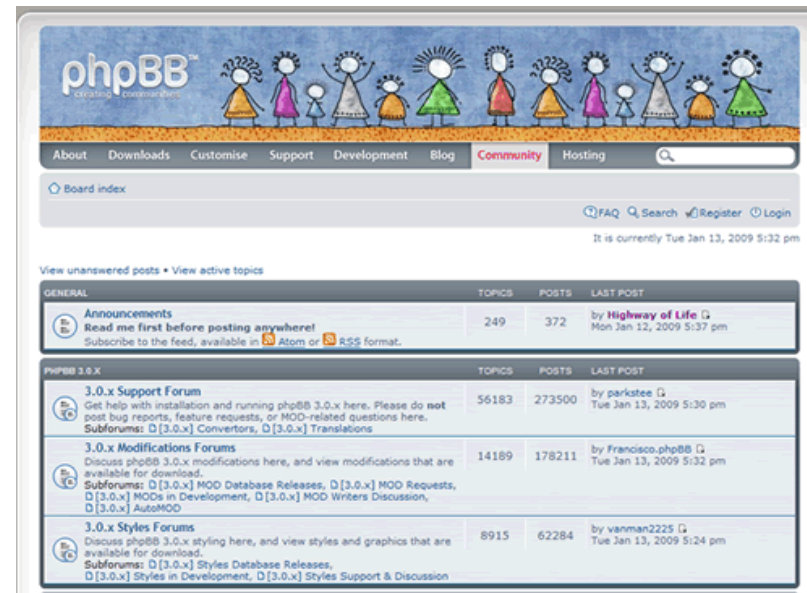 phpBB™
creating communities
About Downloads Customise Support Development Blog Community Hosting
Board index
FAQ Search Register Login
It is currently Tue Jan 13, 2009 5:32 pm
View unanswered posts • View active topics
GENERAL TOPICS POSTS LAST POST
Announcements
Read me first before posting anywhere!
Subscribe to the feed, available in Atom or RSS format.
249 372
by Highway of Life
Mon Jan 12, 2009 5:37 pm
PHPBB 3.0.X TOPICS POSTS LAST POST
3.0.x Support Forum
Get help with installation and running phpBB 3.0.x here. Please do not
post bug reports, feature requests, or MOD-related questions here.
Subforums: [3.0.x] Convertors, [3.0.x] Translations
56183 273500
by parkstee
Tue Jan 13, 2009 5:30 pm
3.0.x Modifications Forums
Discuss phpBB 3.0.x modifications here, and view modifications that are
available for download.
Subforums: [3.0.x] MOD Database Releases, [3.0.x] MOD Requests,
[3.0.x] MODs in Development, [3.0.x] MOD Writers Discussion,
[3.0.x] AutoMOD
14189 178211
by Francisco.phpBB
Tue Jan 13, 2009 5:32 pm
3.0.x Styles Forums
Discuss phpBB 3.0.x styling here, and view styles and graphics that are
available for download.
Subforums: [3.0.x] Styles Database Releases,
[3.0.x] Styles in Development, [3.0.x] Styles Support & Discussion
8915 62284
by vanman2225
Tue Jan 13, 2009 5:24 pm